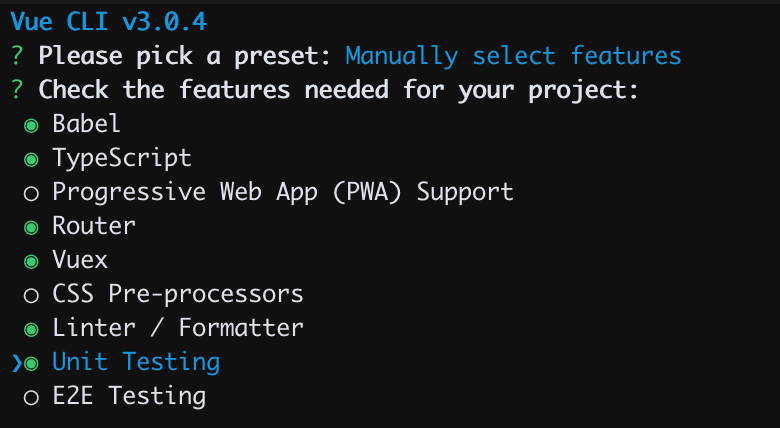 Vue CLI v3.0.4
? Please pick a preset: Manually select features
? Check the features needed for your project:
◉ Babel
◉ TypeScript
◯ Progressive Web App (PWA) Support
◉ Router
◉ Vuex
◯ CSS Pre-processors
◉ Linter / Formatter
❯◉ Unit Testing
◯ E2E Testing